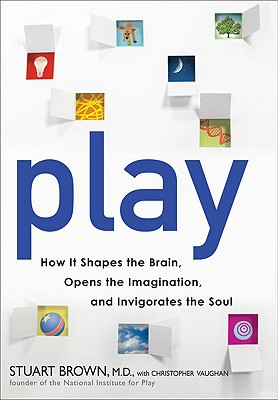 play
How It Shapes the Brain,
Opens the Imagination,
and Invigorates the Soul
STUART BROWN, M.D., with CHRISTOPHER VAUGHAN
founder of the National Institute for Play